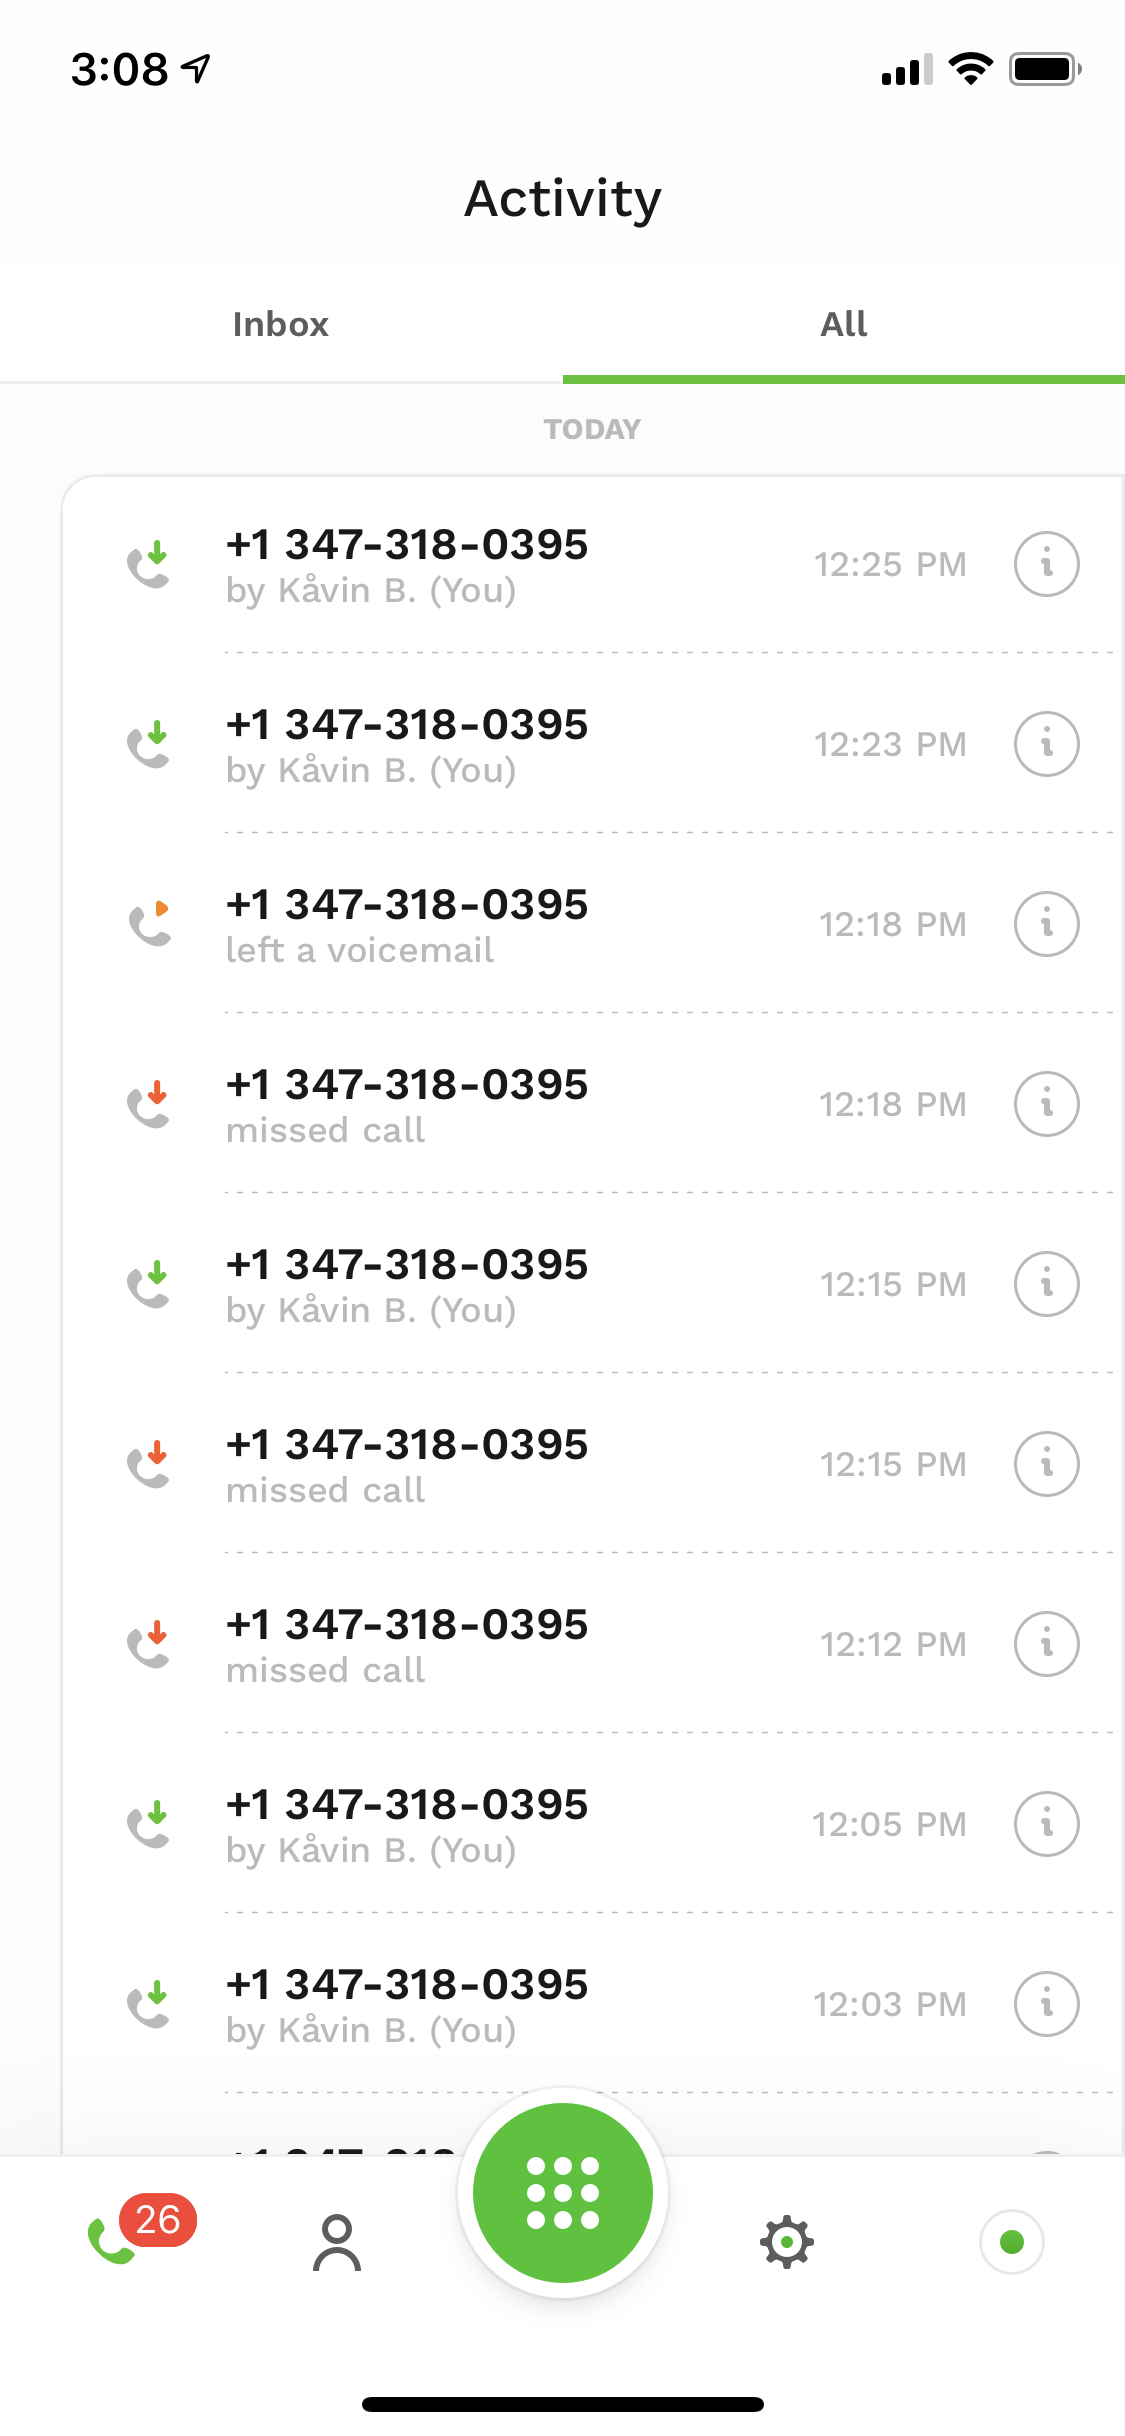 3:08
Activity
Inbox
All
TODAY
+1 347-318-0395
12:25 PM
by Kåvin B. (You)
+1 347-318-0395
12:23 PM
by Kåvin B. (You)
+1 347-318-0395
12:18 PM
left a voicemail
+1 347-318-0395
12:18 PM
missed call
+1 347-318-0395
12:15 PM
by Kåvin B. (You)
+1 347-318-0395
12:15 PM
missed call
+1 347-318-0395
12:12 PM
missed call
+1 347-318-0395
12:05 PM
by Kåvin B. (You)
+1 347-318-0395
12:03 PM
by Kåvin B. (You)
26